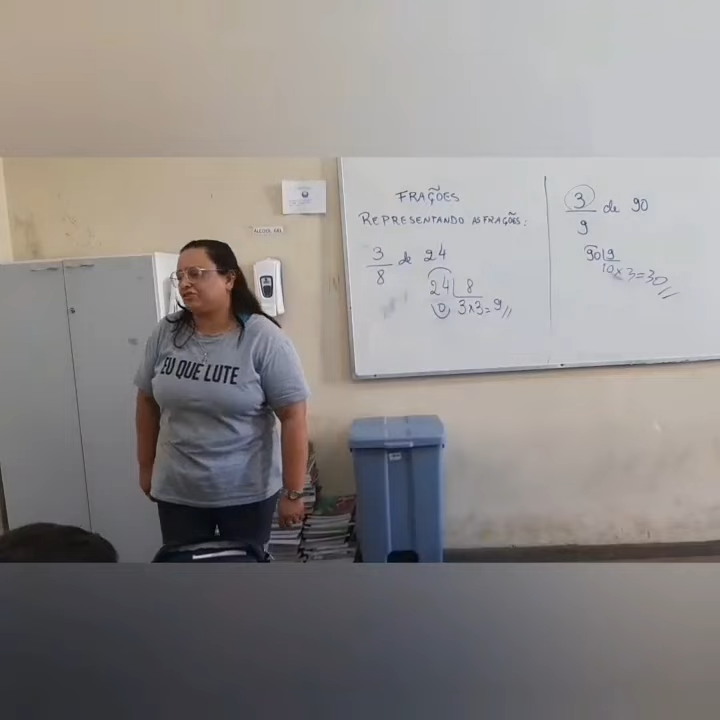 FRAÇÕES
REPRESENTANDO AS FRAÇÕES:
3/8 de 24
24 | 8
0 3x3=9//
3/9 de 90
90 | 9
10x3=30//
EU QUE LUTE